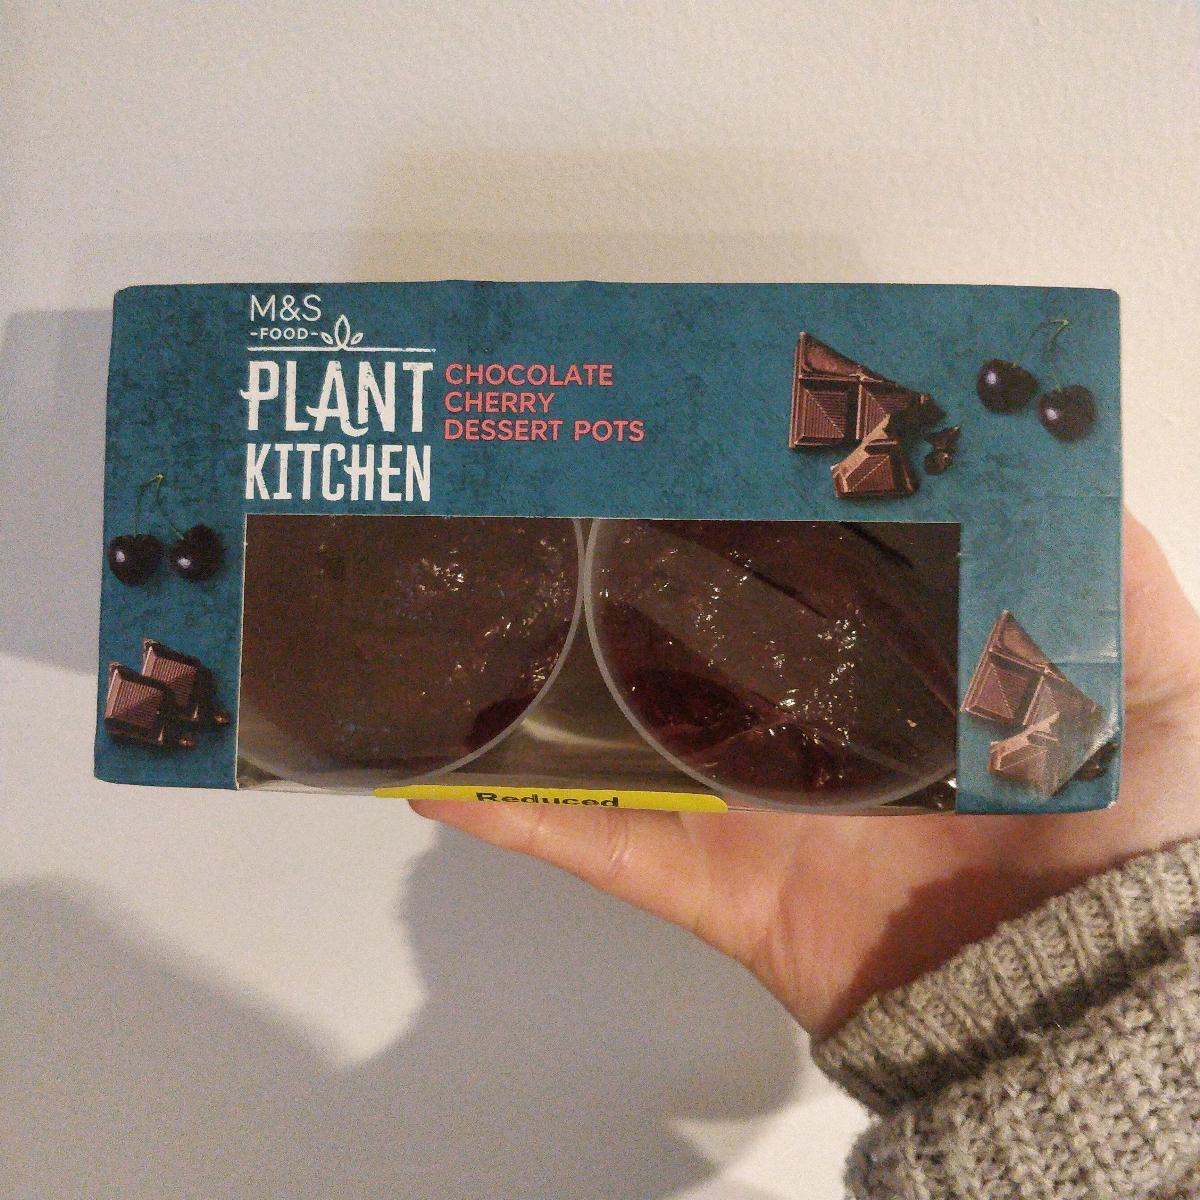 M&S
-FOOD-
PLANT
KITCHEN
CHOCOLATE
CHERRY
DESSERT POTS
Reduced